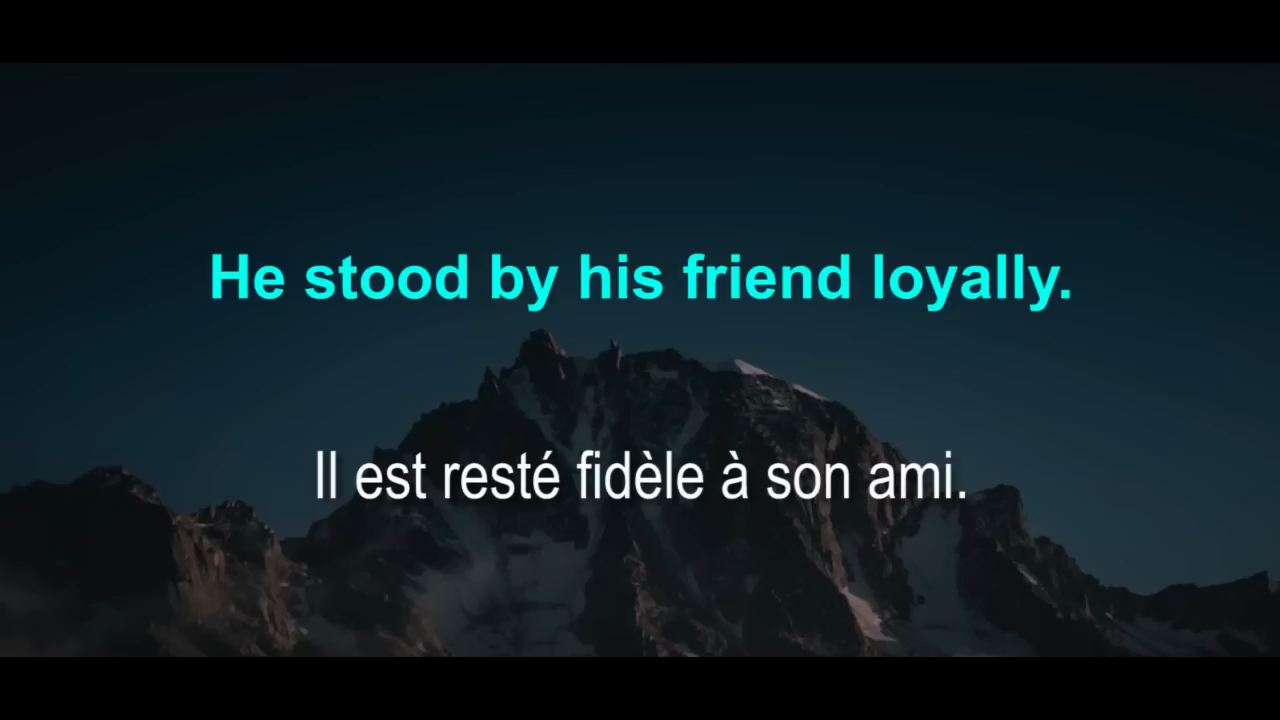 He stood by his friend loyally.
Il est resté fidèle à son ami.